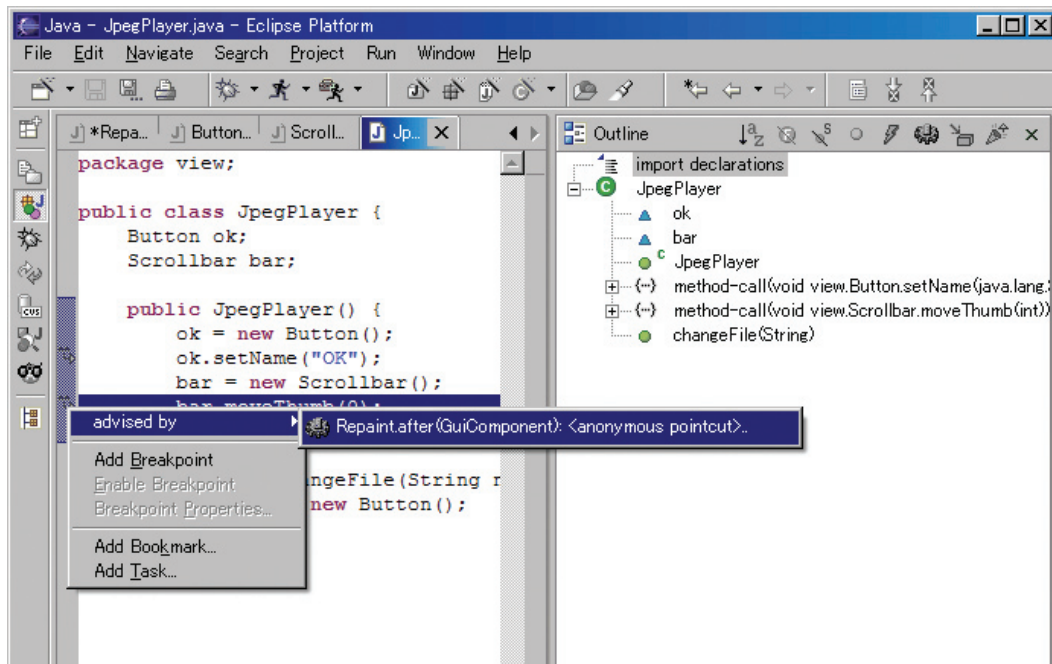 Java - JpegPlayer.java - Eclipse Platform
File Edit Navigate Search Project Run Window Help
*Repa... Button... Scroll... Jp...
package view;
public class JpegPlayer {
Button ok;
Scrollbar bar;
public JpegPlayer() {
ok = new Button();
ok.setName("OK");
bar = new Scrollbar();
bar.moveThumb(0);
advised by
Repaint.after(GuiComponent): <anonymous pointcut>..
Add Breakpoint
Enable Breakpoint
Breakpoint Properties...
Add Bookmark...
Add Task...
ngeFile(String
new Button();
Outline
import declarations
JpegPlayer
ok
bar
JpegPlayer
method-call(void view.Button.setName(java.lang.
method-call(void view.Scrollbar.moveThumb(int))
changeFile(String)